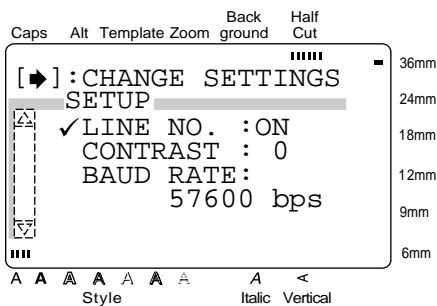 Back Half
Caps Alt Template Zoom ground Cut
[➡]:CHANGE SETTINGS
SETUP
✓LINE NO. :ON
CONTRAST : 0
BAUD RATE:
57600 bps
36mm
24mm
18mm
12mm
9mm
6mm
A A A A A A A A A
Style Italic Vertical